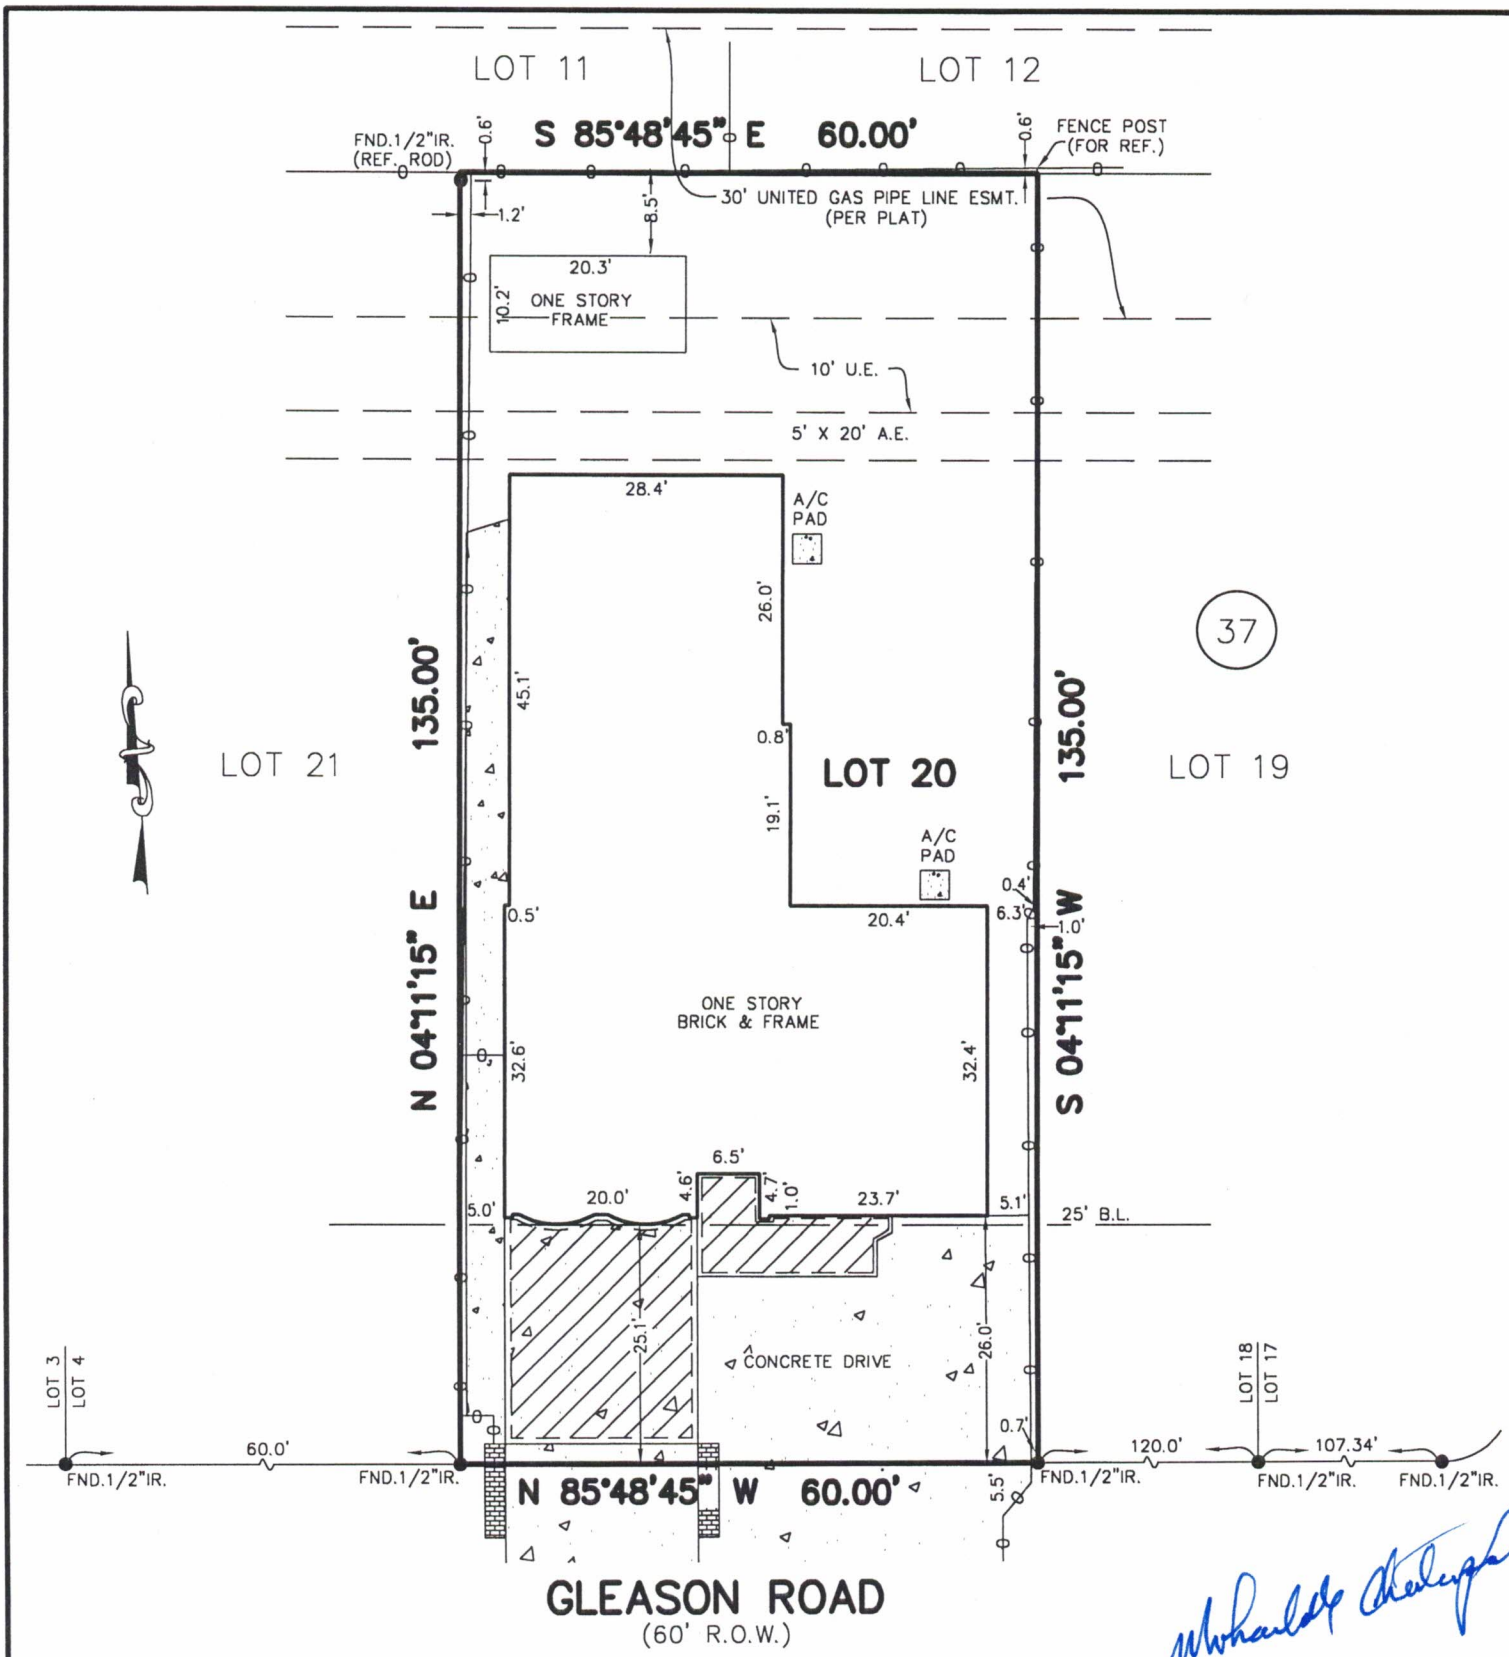 LOT 11
LOT 12
FND.1/2"IR.
(REF. ROD)
0.6'
S 85°48'45" E 60.00'
0.6'
FENCE POST
(FOR REF.)
1.2'
8.5'
30' UNITED GAS PIPE LINE ESMT.
(PER PLAT)
20.3'
10.2'
ONE STORY
FRAME
10' U.E.
5' X 20' A.E.
28.4'
A/C
PAD
26.0'
37
45.1'
N 04°11'15" E 135.00'
S 04°11'15" W 135.00'
LOT 21
0.8'
LOT 20
LOT 19
19.1'
A/C
PAD
0.5'
20.4'
0.4'
6.3'
1.0'
ONE STORY
BRICK & FRAME
32.6'
32.4'
6.5'
5.0'
20.0'
4.6'
4.7'
1.0'
23.7'
5.1'
25' B.L.
25.1'
26.0'
CONCRETE DRIVE
LOT 3
LOT 4
LOT 18
LOT 17
60.0'
0.7'
120.0'
107.34'
FND.1/2"IR.
FND.1/2"IR.
N 85°48'45" W 60.00'
5.5'
FND.1/2"IR.
FND.1/2"IR.
FND.1/2"IR.
GLEASON ROAD
(60' R.O.W.)